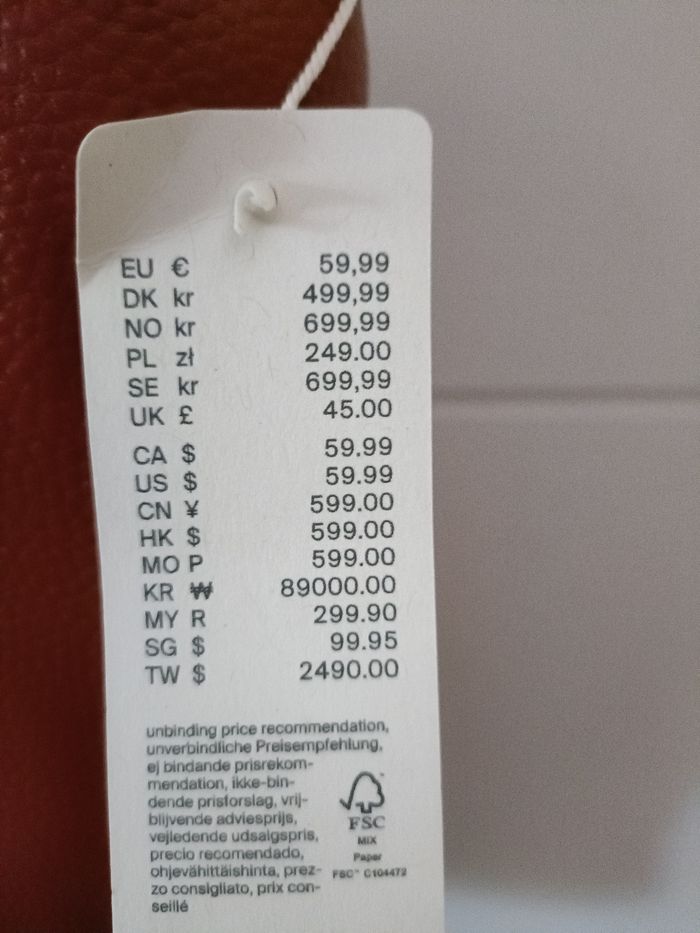 EU € 59,99
DK kr 499,99
NO kr 699,99
PL zł 249.00
SE kr 699,99
UK £ 45.00
CA $ 59.99
US $ 59.99
CN ¥ 599.00
HK $ 599.00
MO P 599.00
KR ₩ 89000.00
MY R 299.90
SG $ 99.95
TW $ 2490.00
unbinding price recommendation,
unverbindliche Preisempfehlung,
ej bindande prisrekom-
mendation, ikke-bin-
dende prisforslag, vrij-
blijvende adviesprijs,
vejledende udsalgspris,
precio recomendado,
ohjevähittäishinta, prez-
zo consigliato, prix con-
seillé
FSC
MIX
Paper
FSC™ C104472